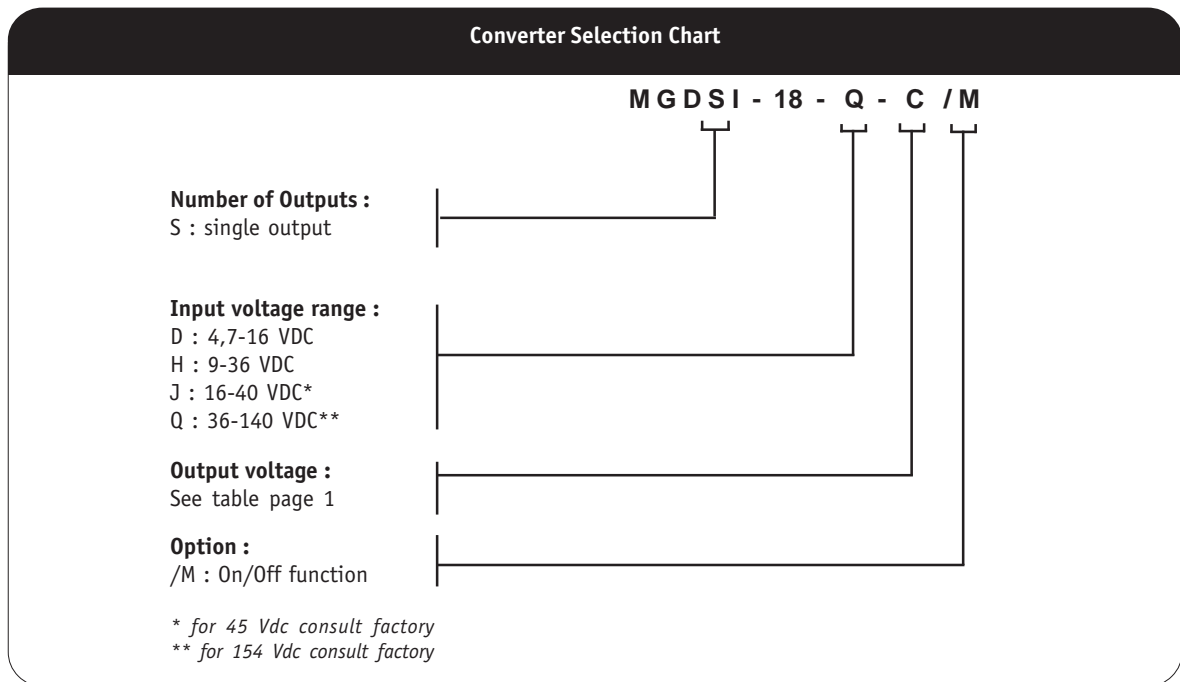 Converter Selection Chart
MGDSI - 18 - Q - C /M
Number of Outputs :
S : single output
Input voltage range :
D : 4,7-16 VDC
H : 9-36 VDC
J : 16-40 VDC*
Q : 36-140 VDC**
Output voltage :
See table page 1
Option :
/M : On/Off function
* for 45 Vdc consult factory
** for 154 Vdc consult factory